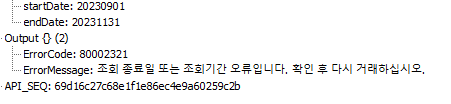 startDate: 20230901
endDate: 20231131
Output {} (2)
ErrorCode: 80002321
ErrorMessage: 조회 종료일 또는 조회기간 오류입니다. 확인 후 다시 거래하십시오.
API_SEQ: 69d16c27c68e1f1e86ec4e9a60259c2b